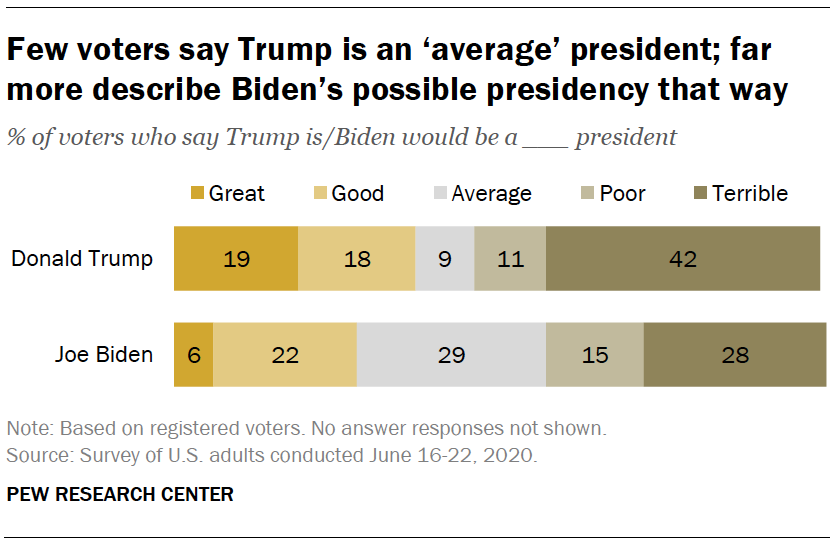 Few voters say Trump is an ‘average’ president; far
more describe Biden’s possible presidency that way
% of voters who say Trump is/Biden would be a ___ president
Great Good Average Poor Terrible
Donald Trump 19 18 9 11 42
Joe Biden 6 22 29 15 28
Note: Based on registered voters. No answer responses not shown.
Source: Survey of U.S. adults conducted June 16-22, 2020.
PEW RESEARCH CENTER